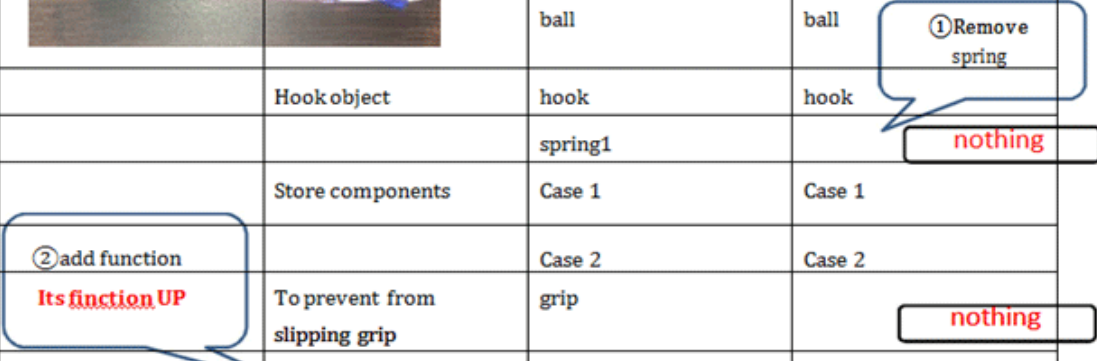 ball ball ①Remove
spring
Hook object hook hook
spring1 nothing
Store components Case 1 Case 1
②add function Case 2 Case 2
Its finction UP To prevent from grip
slipping grip nothing